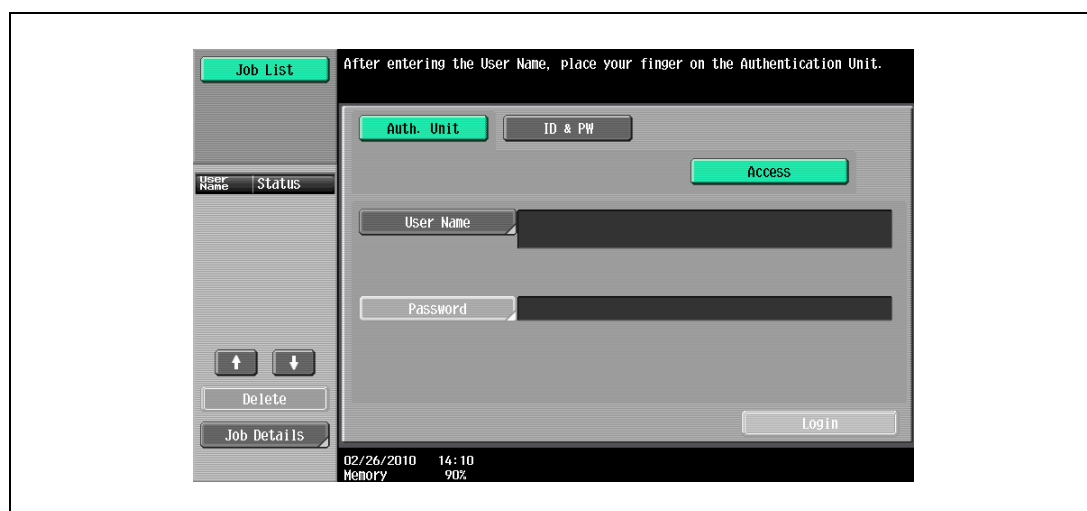 Job List
After entering the User Name, place your finger on the Authentication Unit.
Auth. Unit
ID & PW
Access
User Name
Status
User Name
Password
Delete
Login
Job Details
02/26/2010 14:10
Memory 90%